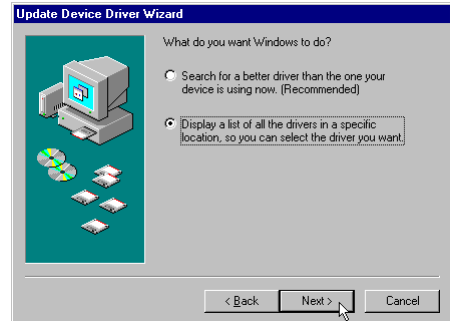 Update Device Driver Wizard
What do you want Windows to do?
Search for a better driver than the one your
device is using now. (Recommended)
Display a list of all the drivers in a specific
location, so you can select the driver you want.
< Back
Next >
Cancel